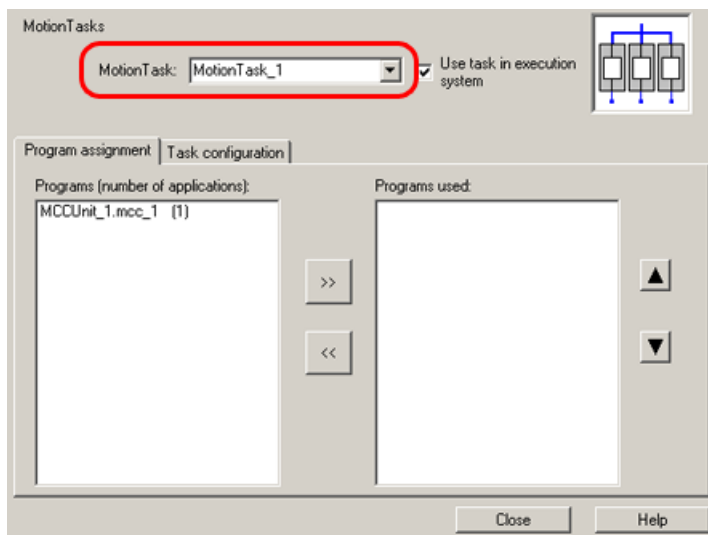 MotionTasks
MotionTask: MotionTask_1
Use task in execution
system
Program assignment Task configuration
Programs (number of applications): Programs used:
MCCUnit_1.mcc_1 (1)
>>
<<
Close Help